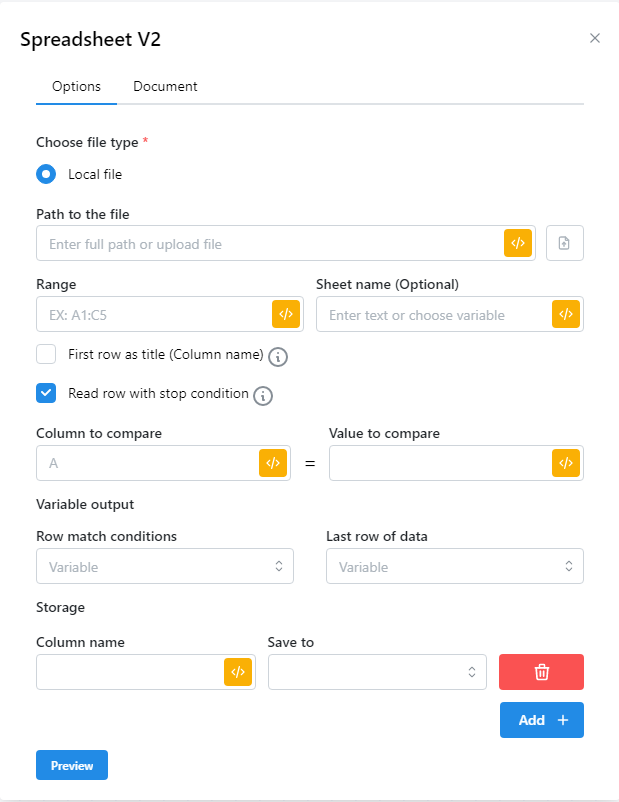 Spreadsheet V2
Options Document
Choose file type *
Local file
Path to the file
Enter full path or upload file </>
Range Sheet name (Optional)
EX: A1:C5 </> Enter text or choose variable </>
First row as title (Column name) i
Read row with stop condition i
Column to compare Value to compare
A </> = </>
Variable output
Row match conditions Last row of data
Variable Variable
Storage
Column name Save to
</>
Add +
Preview